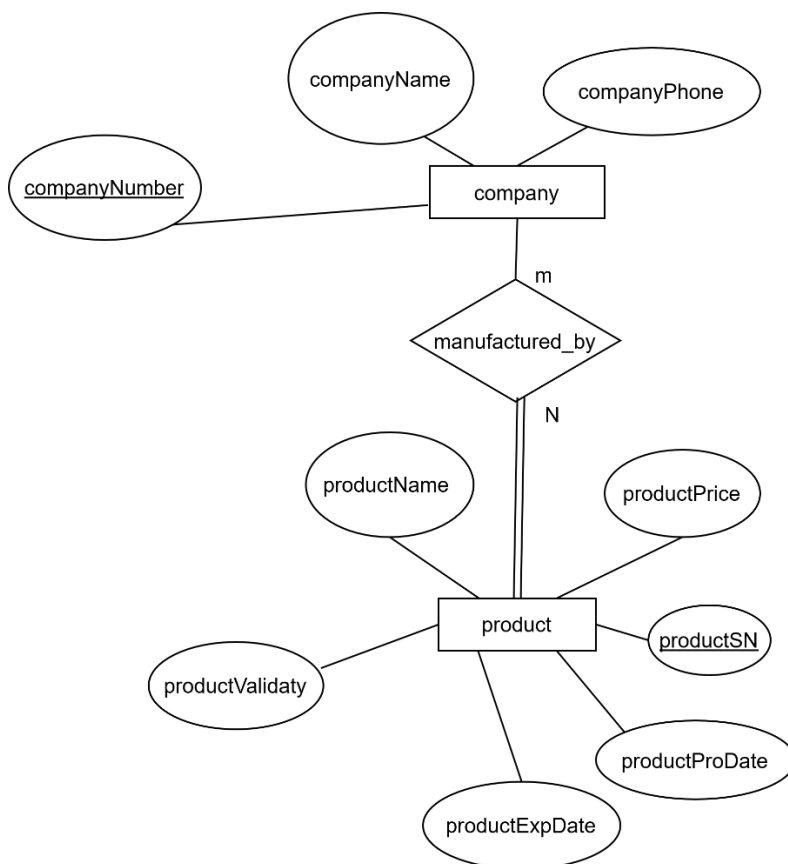 companyName
companyPhone
companyNumber
company
m
manufactured_by
N
productName
productPrice
product
productSN
productValidaty
productProDate
productExpDate